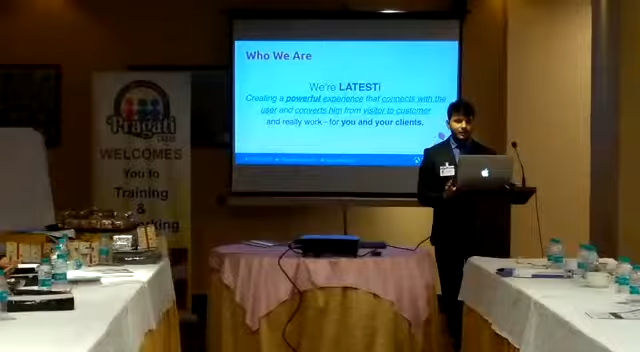 Who We Are
We're LATESTi
Creating a powerful experience that connects with the
user and converts him from visitor to customer
and really work--for you and your clients.
Pragati
WELCOMES
You to
Training
&